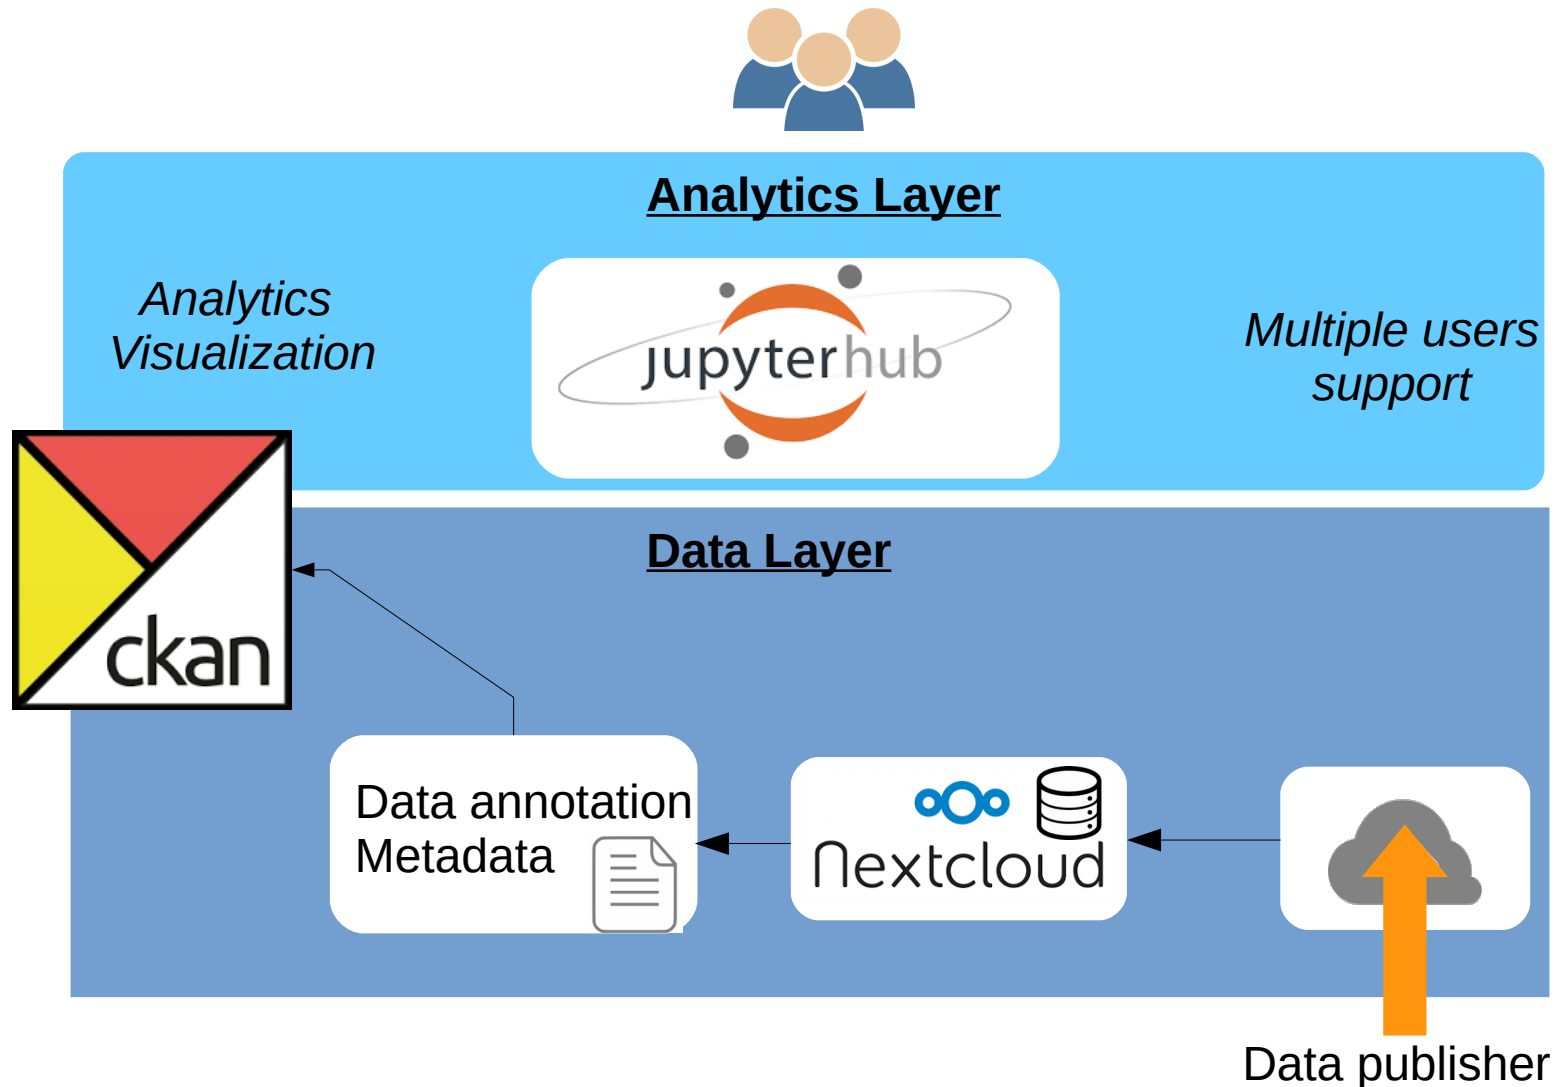 Analytics Layer
Analytics
Visualization
jupyterhub
Multiple users
support
ckan
Data Layer
Data annotation
Metadata
Nextcloud
Data publisher